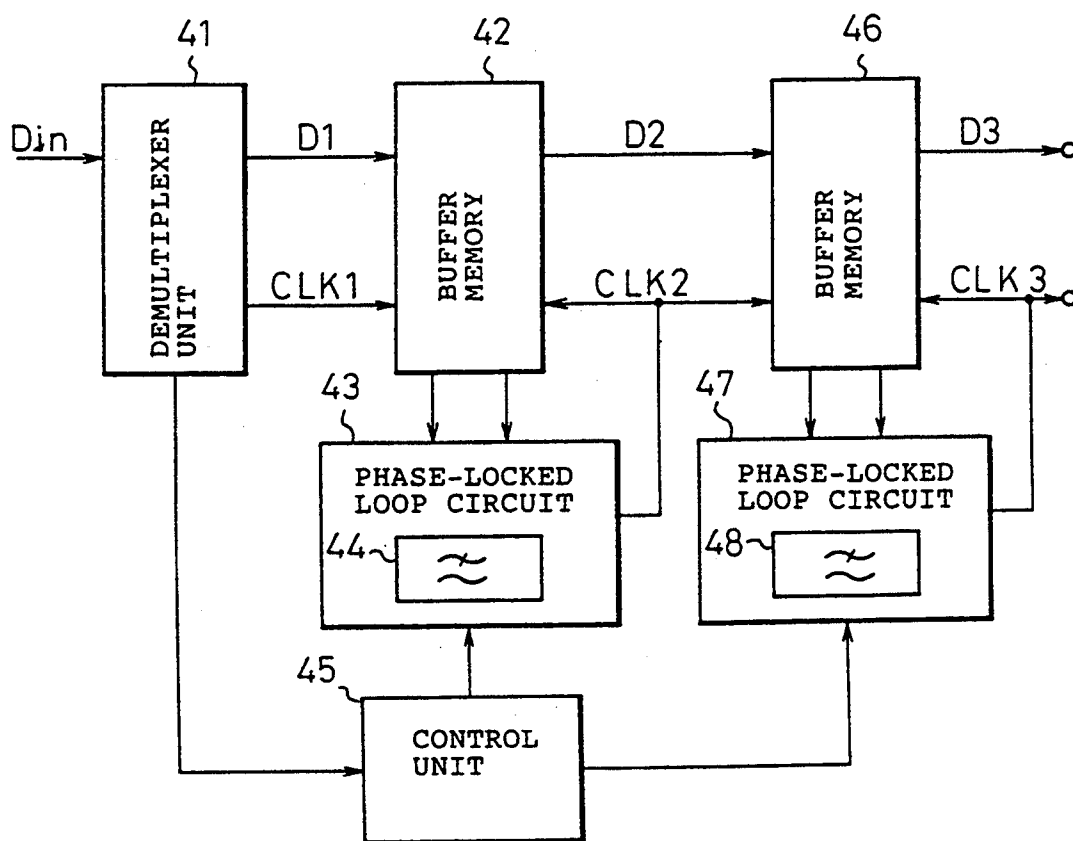 41
42
46
Din
D1
D2
D3
DEMULTIPLEXER
UNIT
BUFFER
MEMORY
BUFFER
MEMORY
CLK1
CLK2
CLK3
43
47
PHASE-LOCKED
LOOP CIRCUIT
PHASE-LOCKED
LOOP CIRCUIT
44
48
45
CONTROL
UNIT